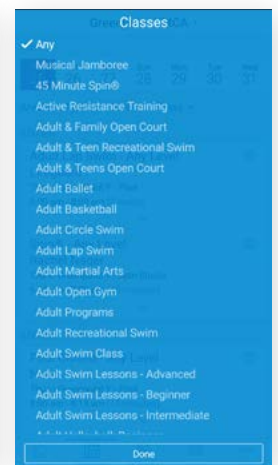 Classes
Any
Musical Jamboree
45 Minute Spin®
Active Resistance Training
Adult & Family Open Court
Adult & Teen Recreational Swim
Adult & Teens Open Court
Adult Ballet
Adult Basketball
Adult Circle Swim
Adult Lap Swim
Adult Martial Arts
Adult Open Gym
Adult Programs
Adult Recreational Swim
Adult Swim Class
Adult Swim Lessons - Advanced
Adult Swim Lessons - Beginner
Adult Swim Lessons - Intermediate
Done